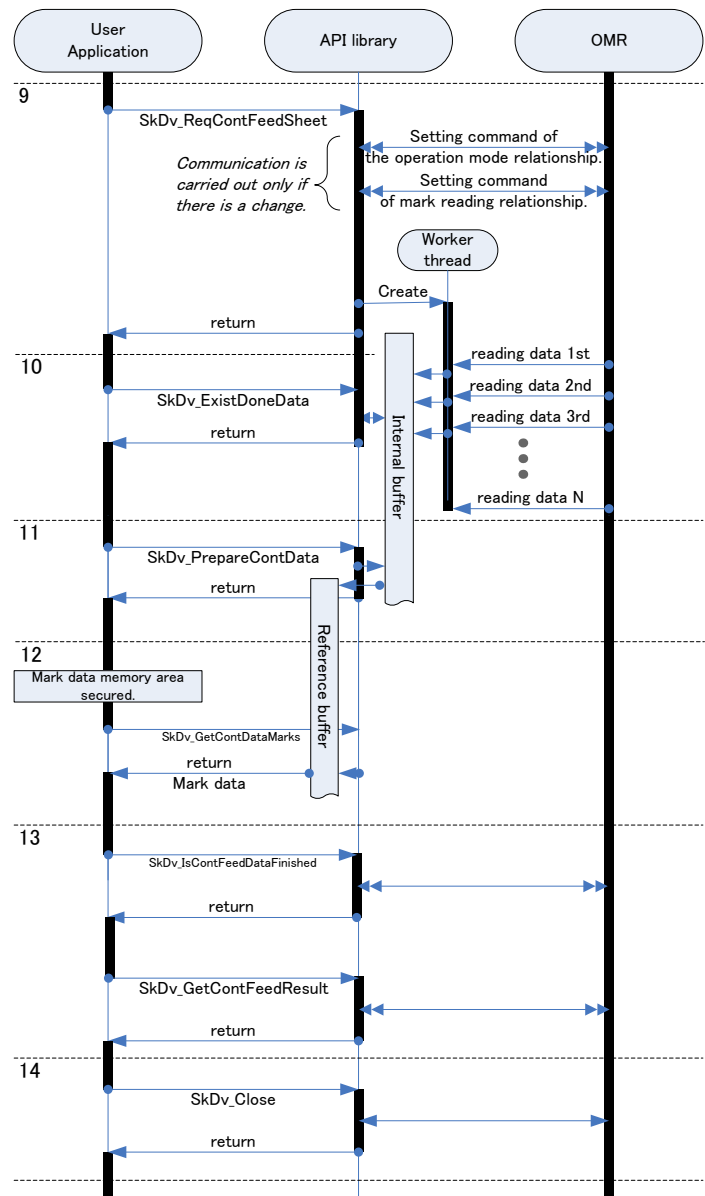 User
Application
API library
OMR
9
SkDv_ReqContFeedSheet
Communication is
carried out only if
there is a change.
Setting command of
the operation mode relationship.
Setting command
of mark reading relationship.
Worker
thread
Create
return
10
reading data 1st
SkDv_ExistDoneData
reading data 2nd
return
reading data 3rd
Internal buffer
reading data N
11
SkDv_PrepareContData
return
Reference buffer
12
Mark data memory area
secured.
SkDv_GetContDataMarks
return
Mark data
13
SkDv_IsContFeedDataFinished
return
SkDv_GetContFeedResult
return
14
SkDv_Close
return